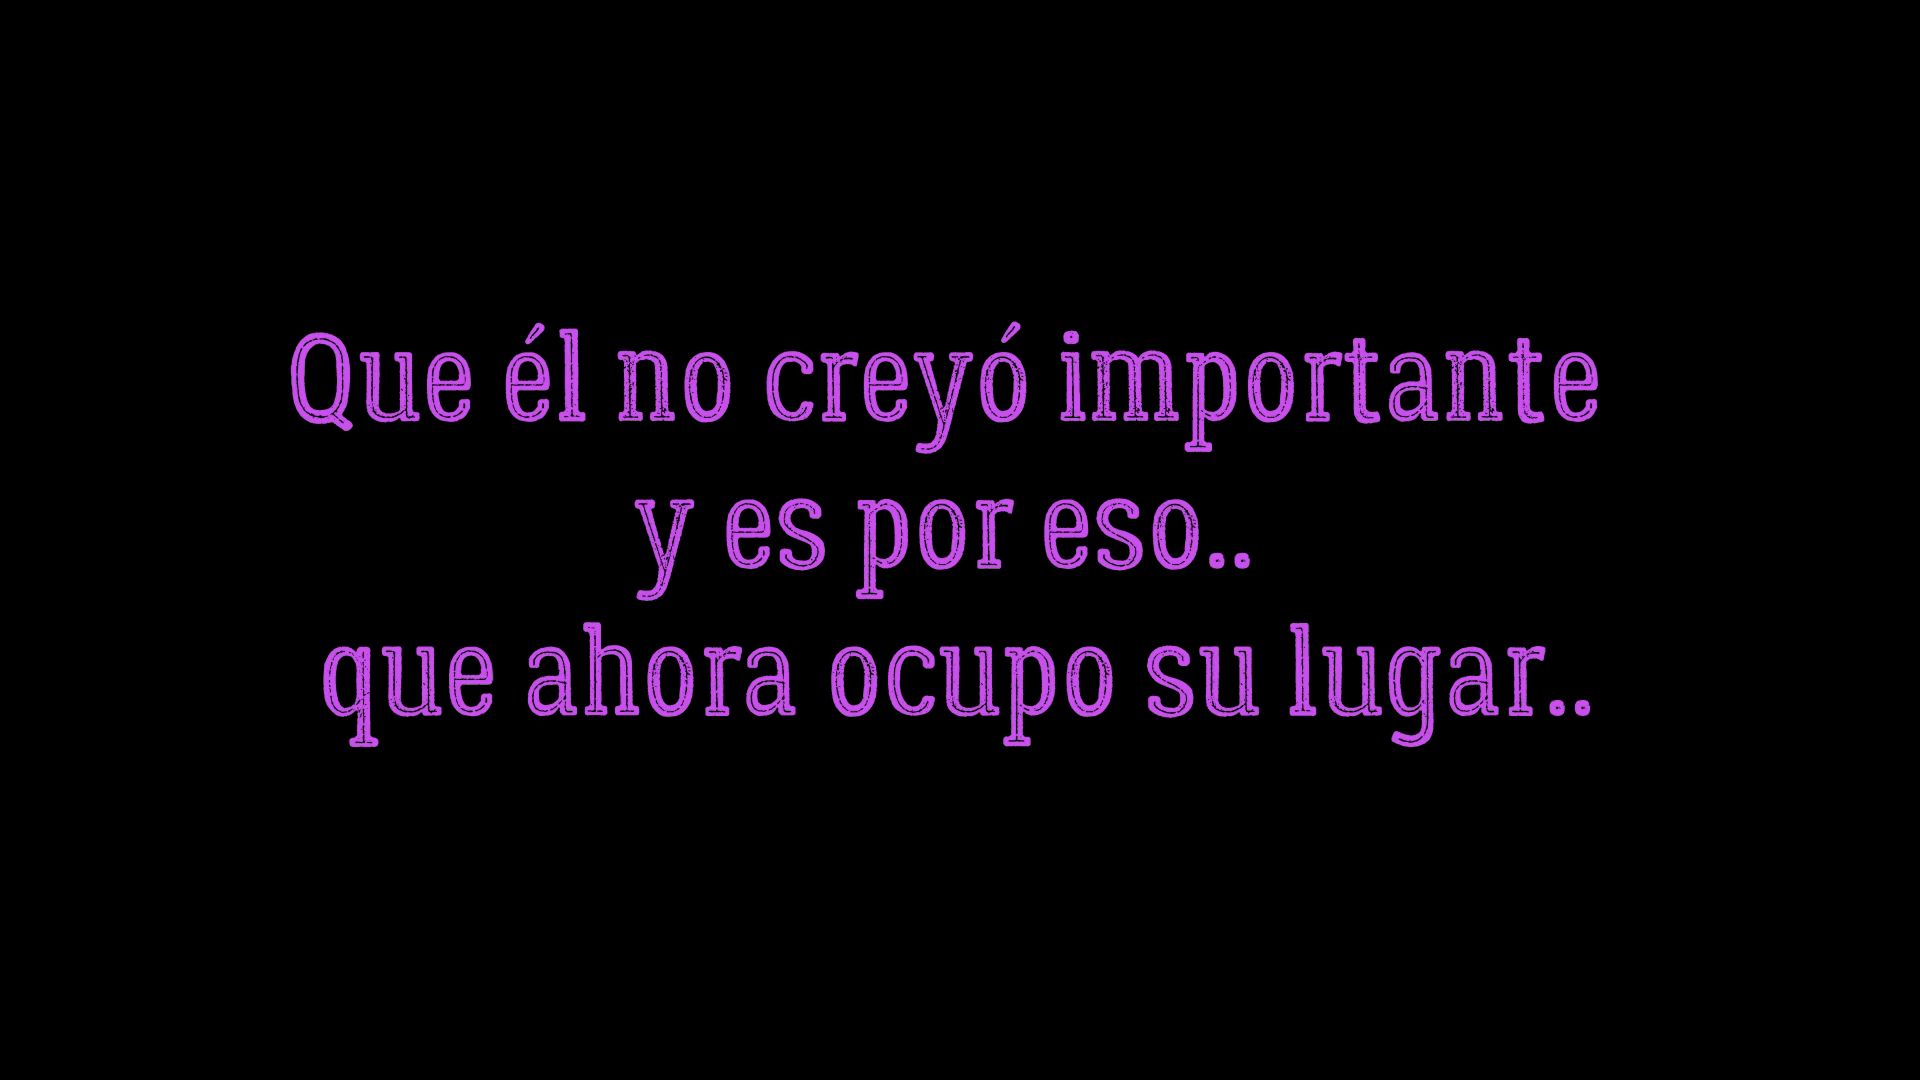 Que él no creyó importante
y es por eso..
que ahora ocupo su lugar..